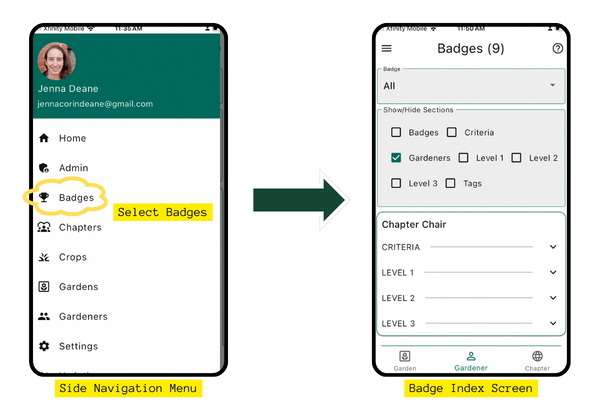 Xfinity Mobile 11:35 AM
Jenna Deane
jennacorindeane@gmail.com
Home
Admin
Badges
Select Badges
Chapters
Crops
Gardens
Gardeners
Settings
Side Navigation Menu
Xfinity Mobile 11:50 AM
Badges (9)
Badge
All
Show/Hide Sections
Badges Criteria
Gardeners Level 1 Level 2
Level 3 Tags
Chapter Chair
CRITERIA
LEVEL 1
LEVEL 2
LEVEL 3
Garden Gardener Chapter
Badge Index Screen